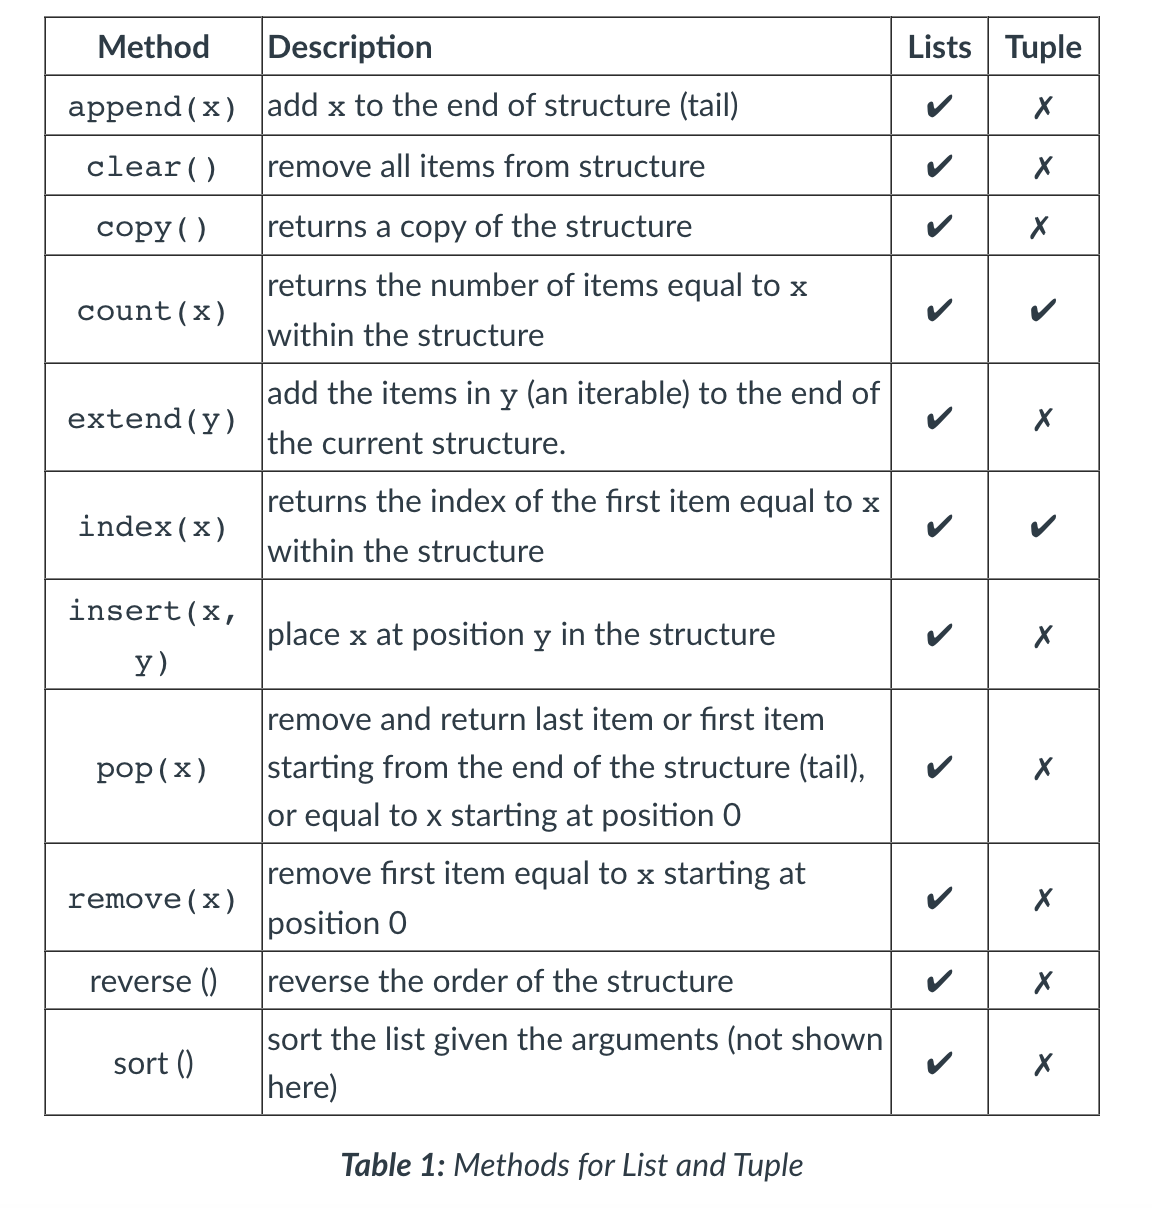 Method Description Lists Tuple
append(x) add x to the end of structure (tail) ✔ ✗
clear() remove all items from structure ✔ ✗
copy() returns a copy of the structure ✔ ✗
returns the number of items equal to x
count(x) ✔ ✔
within the structure
add the items in y (an iterable) to the end of
extend(y) ✔ ✗
the current structure.
returns the index of the first item equal to x
index(x) ✔ ✔
within the structure
insert(x,
y)
place x at position y in the structure ✔ ✗
remove and return last item or first item
pop(x) starting from the end of the structure (tail), ✔ ✗
or equal to x starting at position 0
remove first item equal to x starting at
remove(x) ✔ ✗
position 0
reverse () reverse the order of the structure ✔ ✗
sort the list given the arguments (not shown
sort () ✔ ✗
here)
Table 1: Methods for List and Tuple